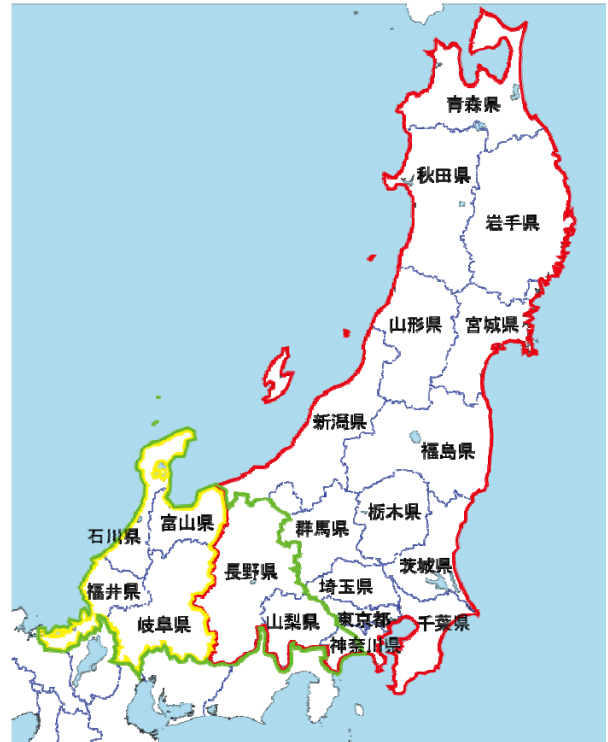 青森県
秋田県
岩手県
山形県
宮城県
新潟県
福島県
栃木県
群馬県
富山県
石川県
茨城県
長野県
埼玉県
福井県
岐阜県
山梨県
東京都
千葉県
神奈川県